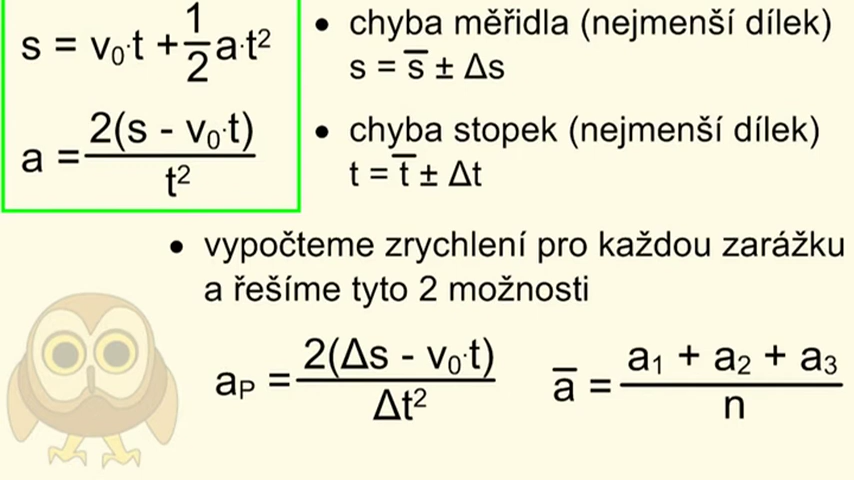 s = v₀·t + 1/2 a·t²
a = 2(s - v₀·t) / t²
• chyba měřidla (nejmenší dílek)
s = s̅ ± Δs
• chyba stopek (nejmenší dílek)
t = t̅ ± Δt
• vypočteme zrychlení pro každou zarážku
a řešíme tyto 2 možnosti
aₚ = 2(Δs - v₀·t) / Δt²
a̅ = a₁ + a₂ + a₃ / n